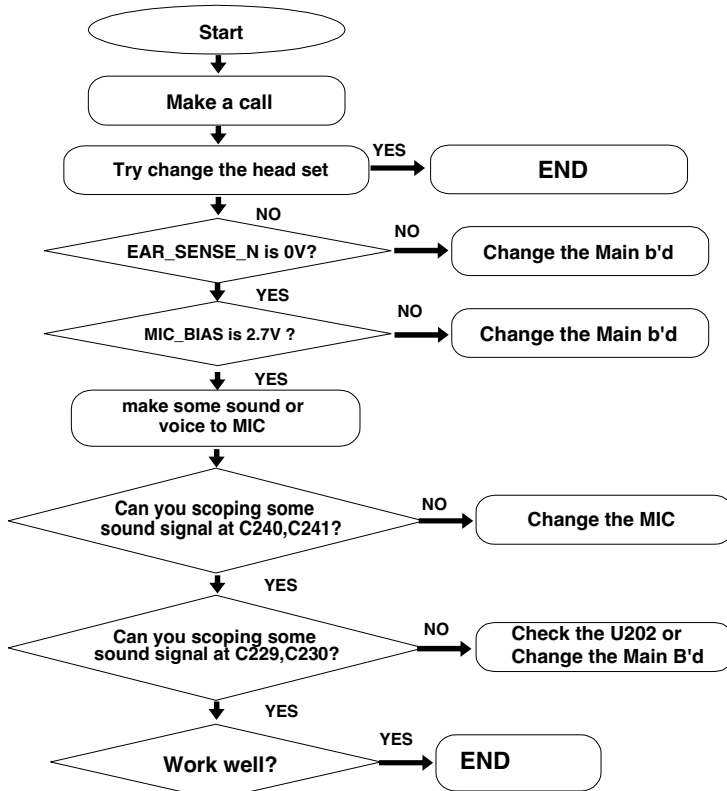 Start
Make a call
Try change the head set
YES
END
NO
EAR_SENSE_N is 0V?
NO
Change the Main b'd
YES
MIC_BIAS is 2.7V ?
NO
Change the Main b'd
YES
make some sound or
voice to MIC
Can you scoping some
sound signal at C240,C241?
NO
Change the MIC
YES
Can you scoping some
sound signal at C229,C230?
NO
Check the U202 or
Change the Main B'd
YES
Work well?
YES
END